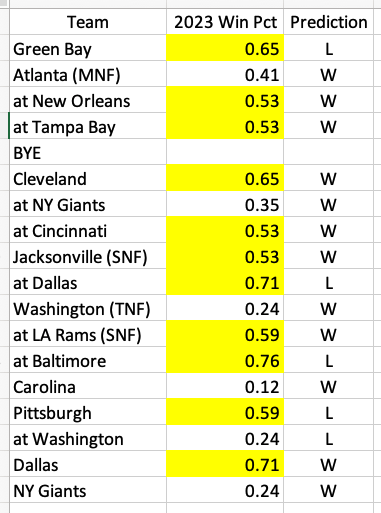 Team 2023 Win Pct Prediction
Green Bay 0.65 L
Atlanta (MNF) 0.41 W
at New Orleans 0.53 W
at Tampa Bay 0.53 W
BYE
Cleveland 0.65 W
at NY Giants 0.35 W
at Cincinnati 0.53 W
Jacksonville (SNF) 0.53 W
at Dallas 0.71 L
Washington (TNF) 0.24 W
at LA Rams (SNF) 0.59 W
at Baltimore 0.76 L
Carolina 0.12 W
Pittsburgh 0.59 L
at Washington 0.24 L
Dallas 0.71 W
NY Giants 0.24 W